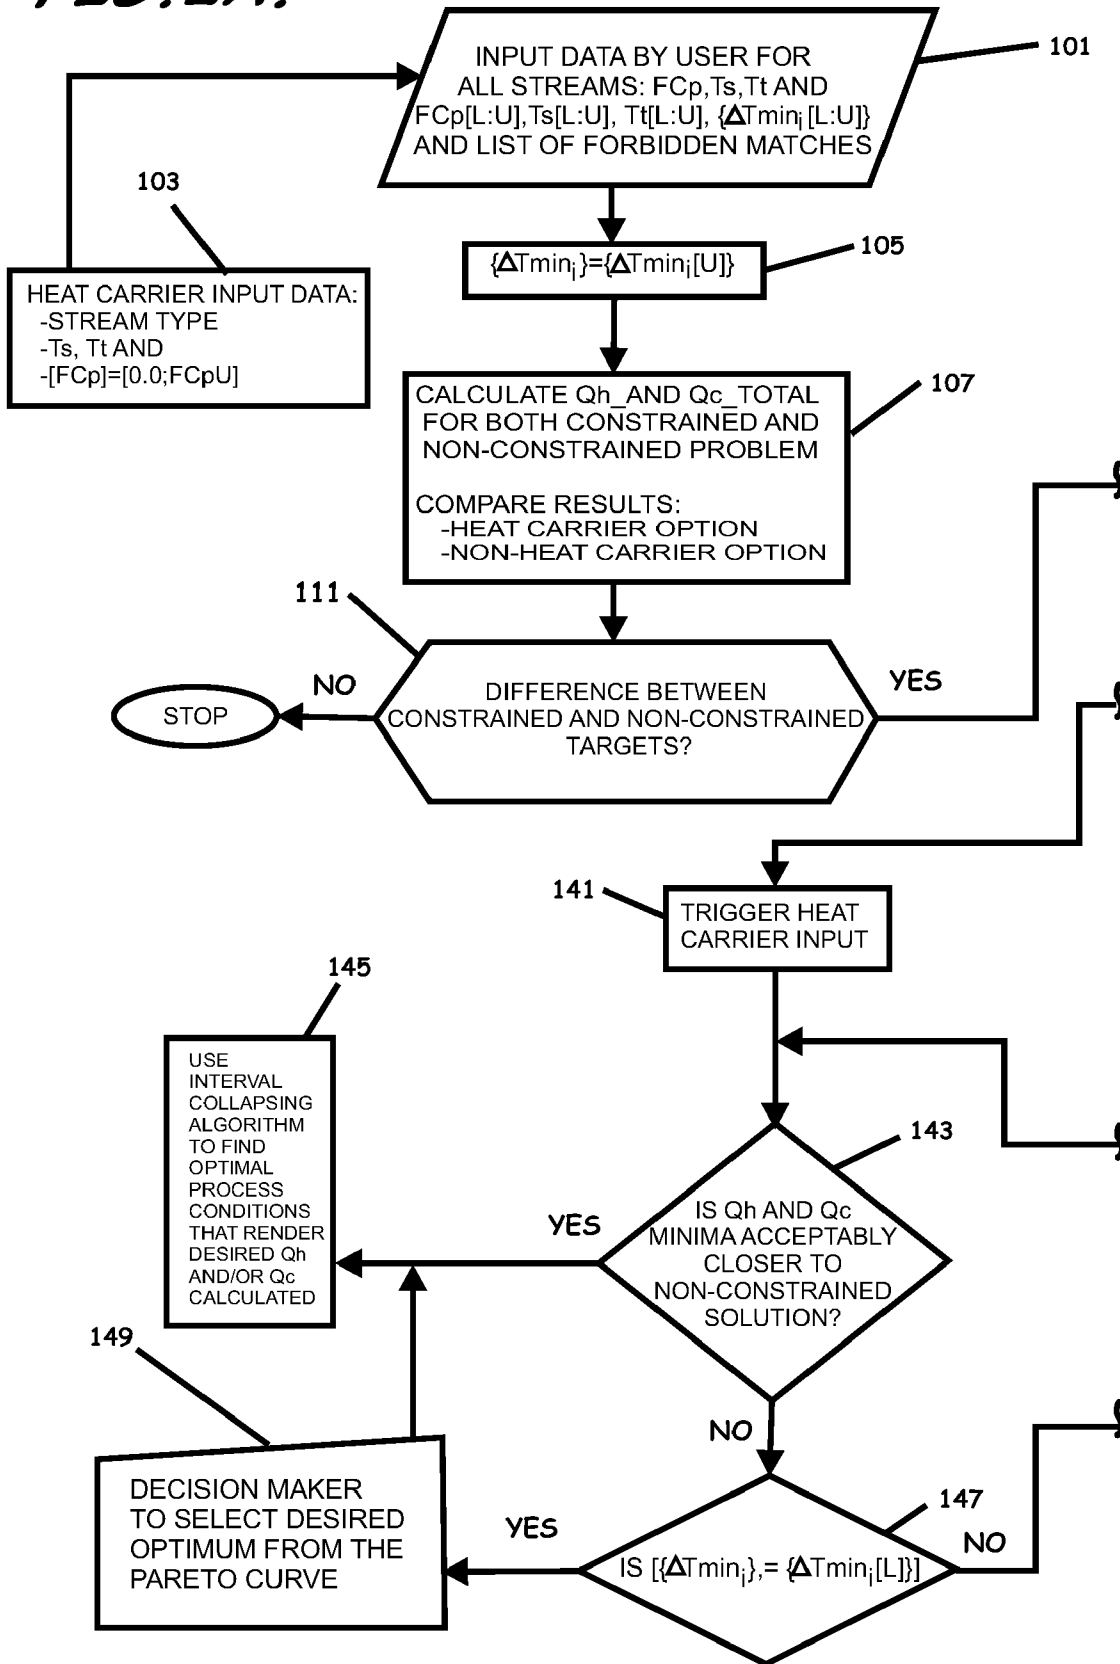 INPUT DATA BY USER FOR
ALL STREAMS: FCp,Ts,Tt AND
FCp[L:U],Ts[L:U], Tt[L:U], {ΔTminᵢ[L:U]}
AND LIST OF FORBIDDEN MATCHES
101
103
HEAT CARRIER INPUT DATA:
-STREAM TYPE
-Ts, Tt AND
-[FCp]=[0.0;FCpU]
105
{ΔTminᵢ}={ΔTminᵢ[U]}
107
CALCULATE Qh_AND Qc_TOTAL
FOR BOTH CONSTRAINED AND
NON-CONSTRAINED PROBLEM
COMPARE RESULTS:
-HEAT CARRIER OPTION
-NON-HEAT CARRIER OPTION
111
NO
YES
STOP
DIFFERENCE BETWEEN
CONSTRAINED AND NON-CONSTRAINED
TARGETS?
141
TRIGGER HEAT
CARRIER INPUT
145
USE
INTERVAL
COLLAPSING
ALGORITHM
TO FIND
OPTIMAL
PROCESS
CONDITIONS
THAT RENDER
DESIRED Qh
AND/OR Qc
CALCULATED
143
YES
IS Qh AND Qc
MINIMA ACCEPTABLY
CLOSER TO
NON-CONSTRAINED
SOLUTION?
149
NO
DECISION MAKER
TO SELECT DESIRED
OPTIMUM FROM THE
PARETO CURVE
YES
147
NO
IS [{ΔTminᵢ},= {ΔTminᵢ[L]}]